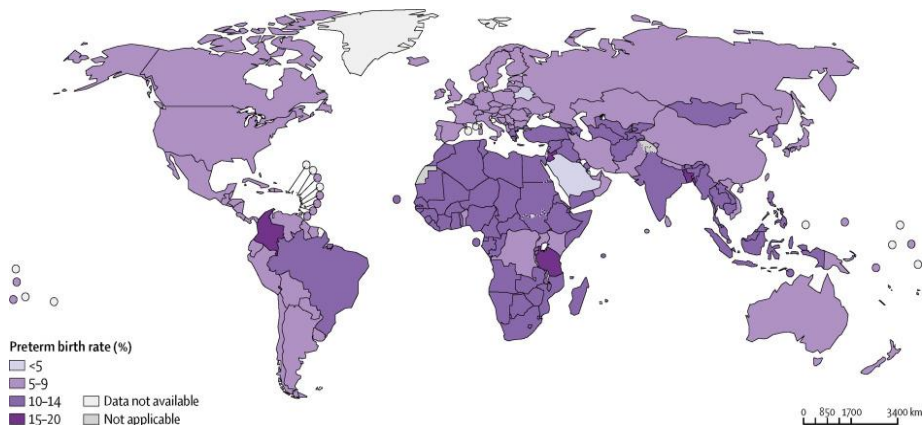 Preterm birth rate (%)
<5
5–9
10–14
15–20
Data not available
Not applicable
0 850 1700 3400 km